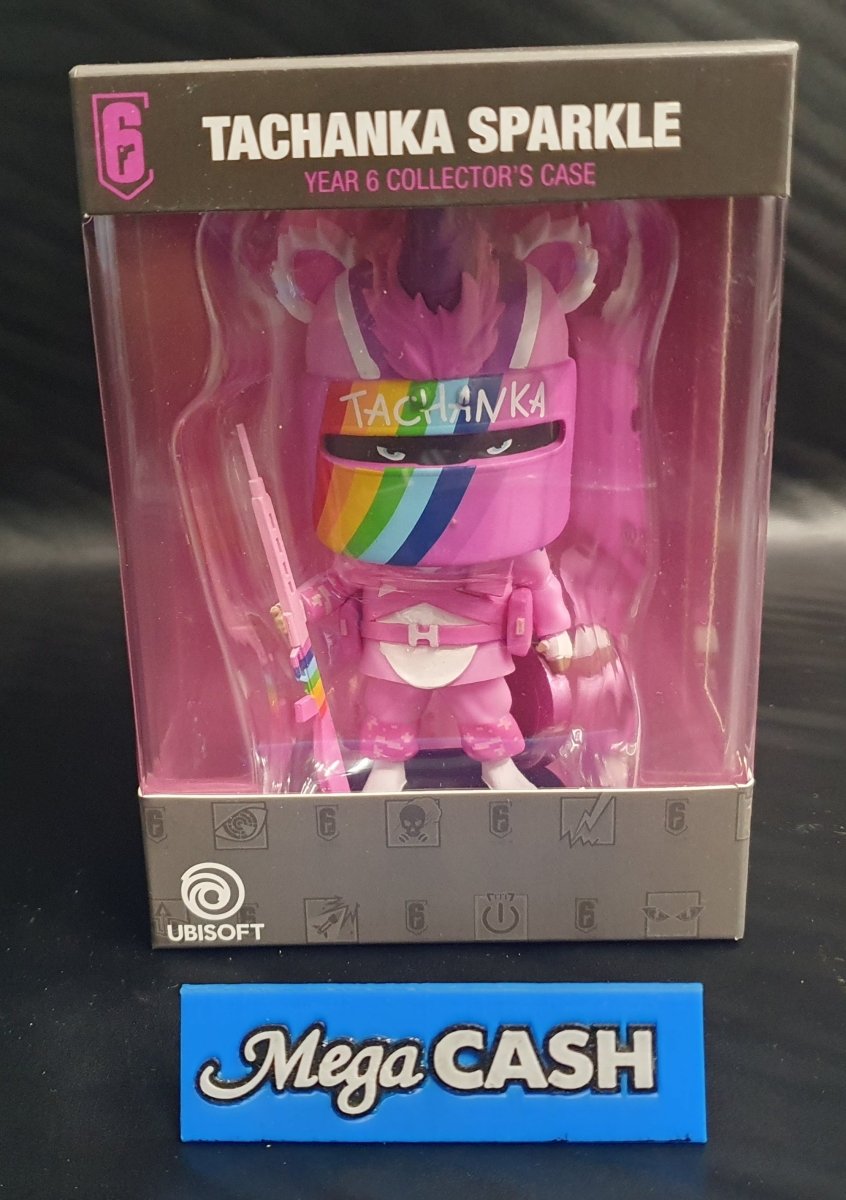 6
TACHANKA SPARKLE
YEAR 6 COLLECTOR'S CASE
TACHANKA
H
UBISOFT
Mega CASH